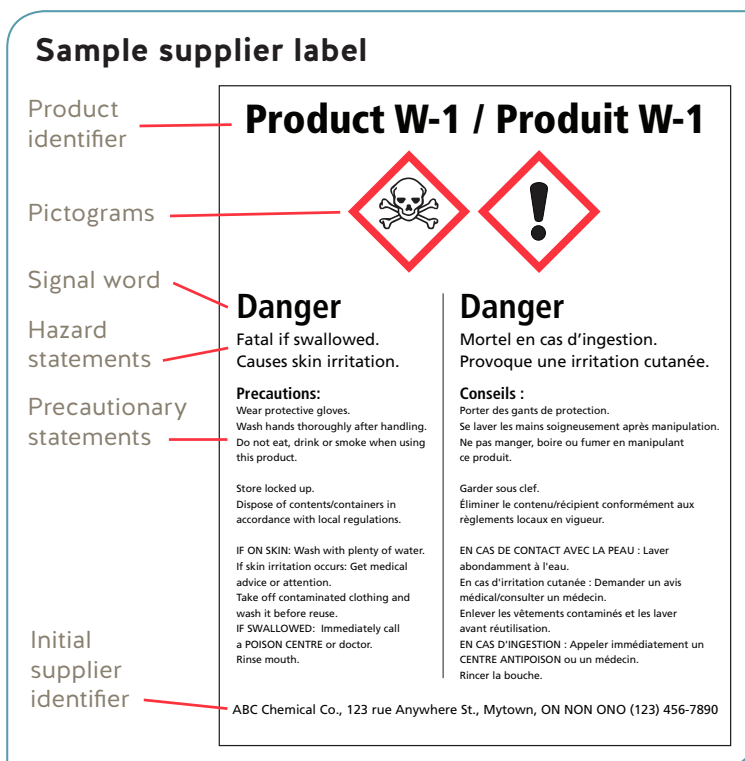 Sample supplier label
Product
identifier
Product W-1 / Produit W-1
Pictograms
Signal word
Hazard
statements
Precautionary
statements
Initial
supplier
identifier
Danger
Fatal if swallowed.
Causes skin irritation.
Precautions:
Wear protective gloves.
Wash hands thoroughly after handling.
Do not eat, drink or smoke when using
this product.
Store locked up.
Dispose of contents/containers in
accordance with local regulations.
IF ON SKIN: Wash with plenty of water.
If skin irritation occurs: Get medical
advice or attention.
Take off contaminated clothing and
wash it before reuse.
IF SWALLOWED: Immediately call
a POISON CENTRE or doctor.
Rinse mouth.
Danger
Mortel en cas d'ingestion.
Provoque une irritation cutanée.
Conseils :
Porter des gants de protection.
Se laver les mains soigneusement après manipulation.
Ne pas manger, boire ou fumer en manipulant
ce produit.
Garder sous clef.
Éliminer le contenu/récipient conformément aux
règlements locaux en vigueur.
EN CAS DE CONTACT AVEC LA PEAU : Laver
abondamment à l'eau.
En cas d'irritation cutanée : Demander un avis
médical/consulter un médecin.
Enlever les vêtements contaminés et les laver
avant réutilisation.
EN CAS D'INGESTION : Appeler immédiatement un
CENTRE ANTIPOISON ou un médecin.
Rincer la bouche.
ABC Chemical Co., 123 rue Anywhere St., Mytown, ON NON ONO (123) 456-7890